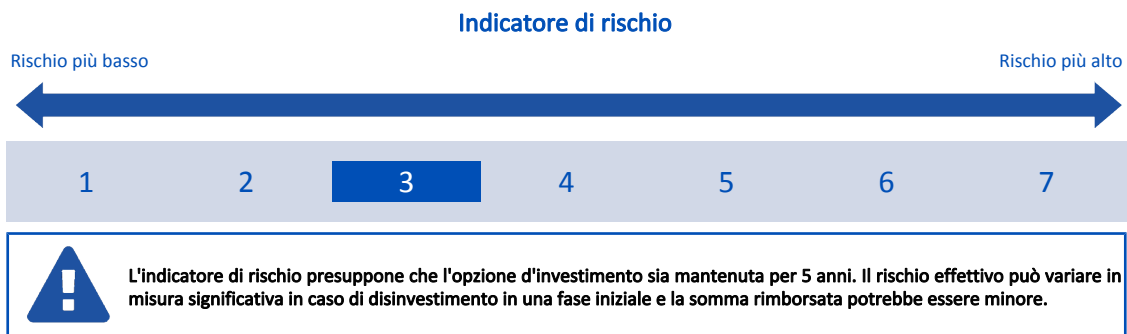 Indicatore di rischio
Rischio più basso
Rischio più alto
1 2 3 4 5 6 7
L'indicatore di rischio presuppone che l'opzione d'investimento sia mantenuta per 5 anni. Il rischio effettivo può variare in
misura significativa in caso di disinvestimento in una fase iniziale e la somma rimborsata potrebbe essere minore.